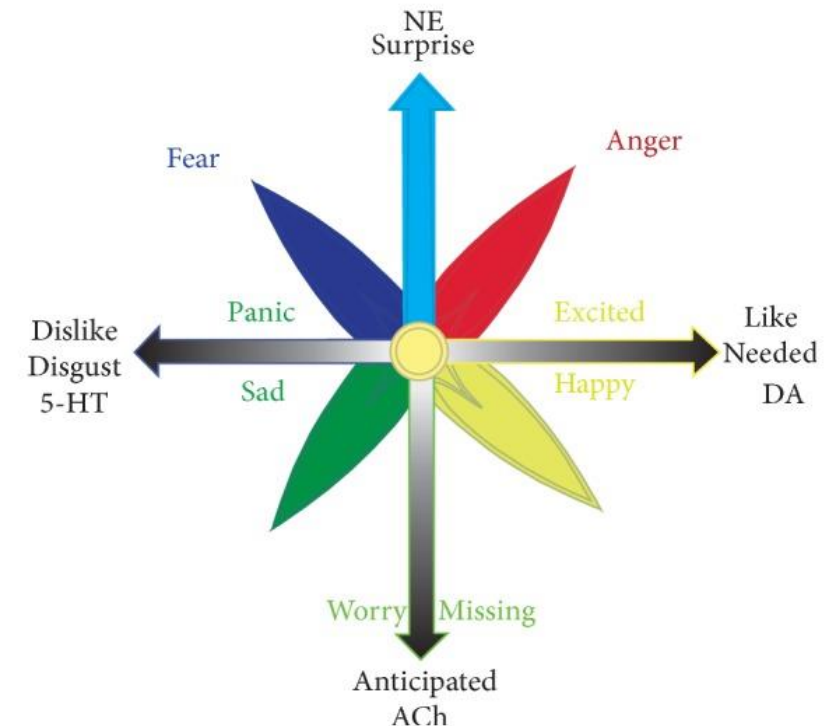 NE
Surprise
Anger
Fear
Panic
Excited
Dislike
Disgust
5-HT
Like
Needed
DA
Sad
Happy
Worry
Missing
Anticipated
ACh